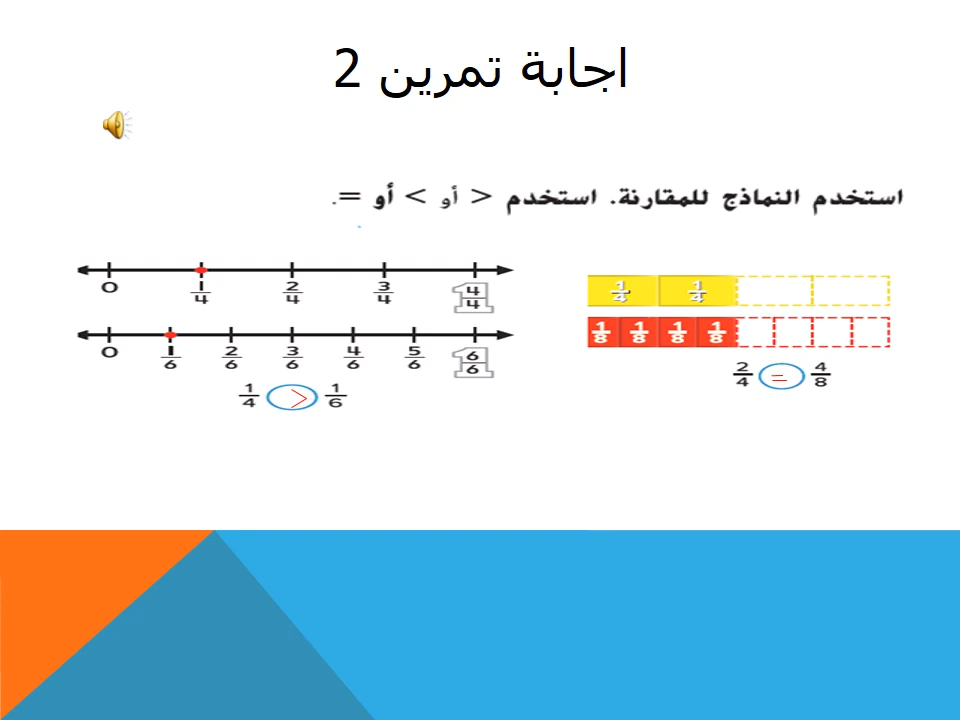 اجابة تمرين 2
استخدم النماذج للمقارنة. استخدم > أو < أو =.
0 1/4 2/4 3/4 4/4 1
0 1/6 2/6 3/6 4/6 5/6 6/6 1
1/4 > 1/6
1/4 1/4
1/8 1/8 1/8 1/8
2/4 = 4/8